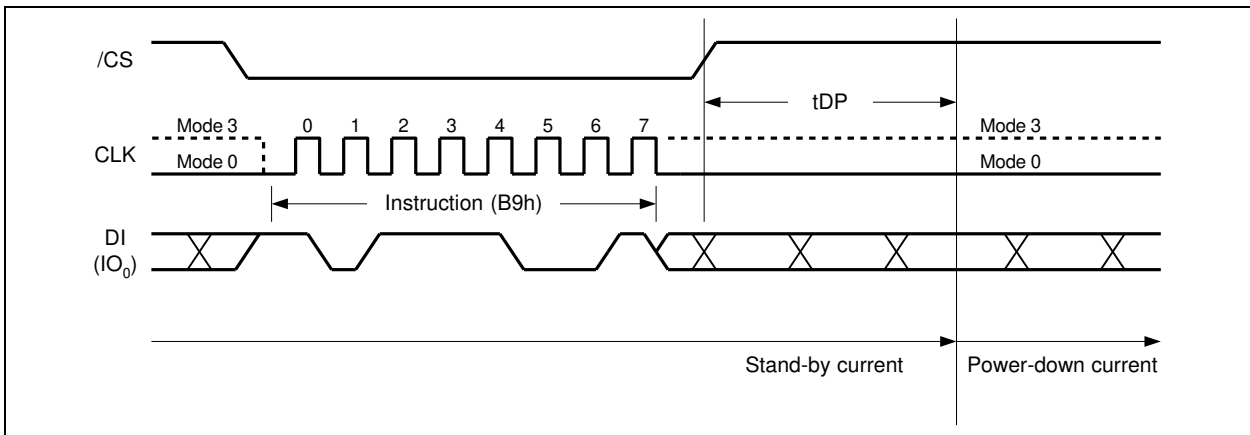 /CS
tDP
Mode 3
0 1 2 3 4 5 6 7
Mode 3
CLK
Mode 0
Mode 0
Instruction (B9h)
DI
(IO0)
Stand-by current
Power-down current